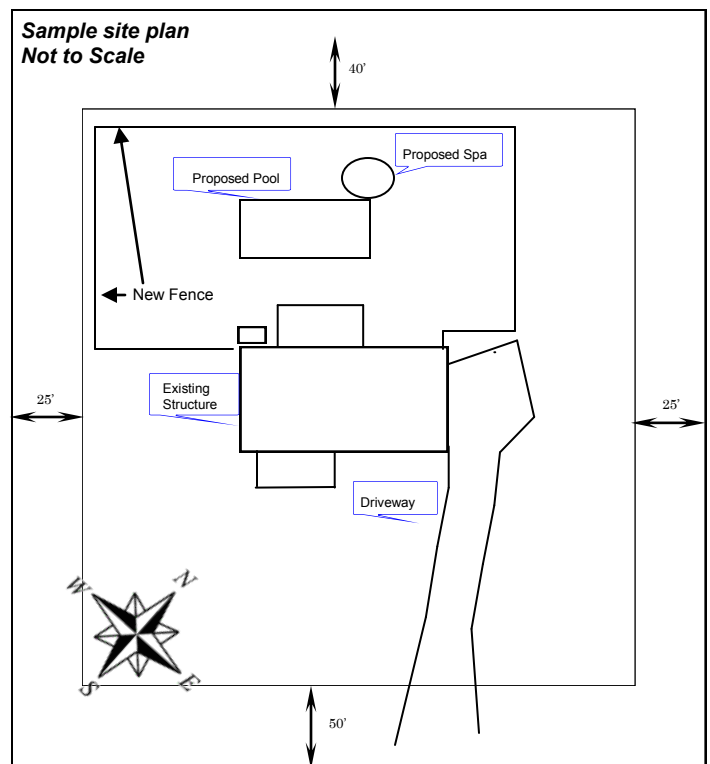 Sample site plan
Not to Scale
40’
Proposed Spa
Proposed Pool
New Fence
Existing
Structure
25’
25’
Driveway
W
N
S
E
50’